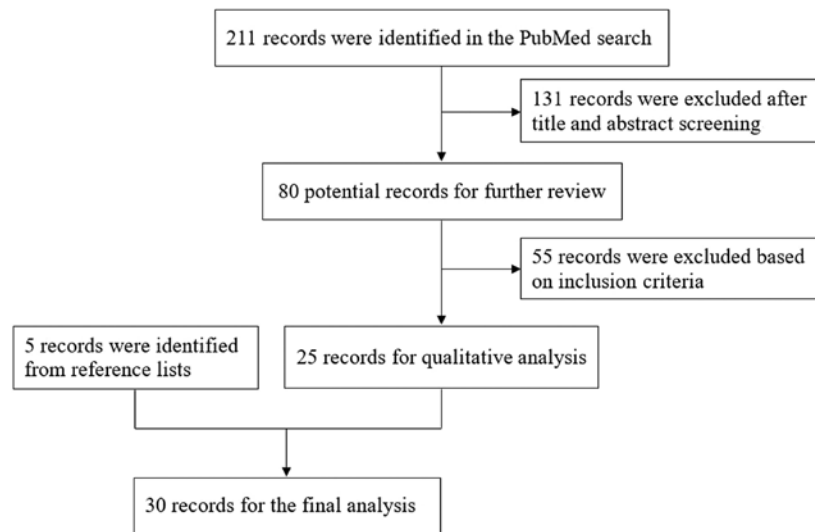 211 records were identified in the PubMed search
131 records were excluded after
title and abstract screening
80 potential records for further review
55 records were excluded based
on inclusion criteria
5 records were identified
from reference lists
25 records for qualitative analysis
30 records for the final analysis